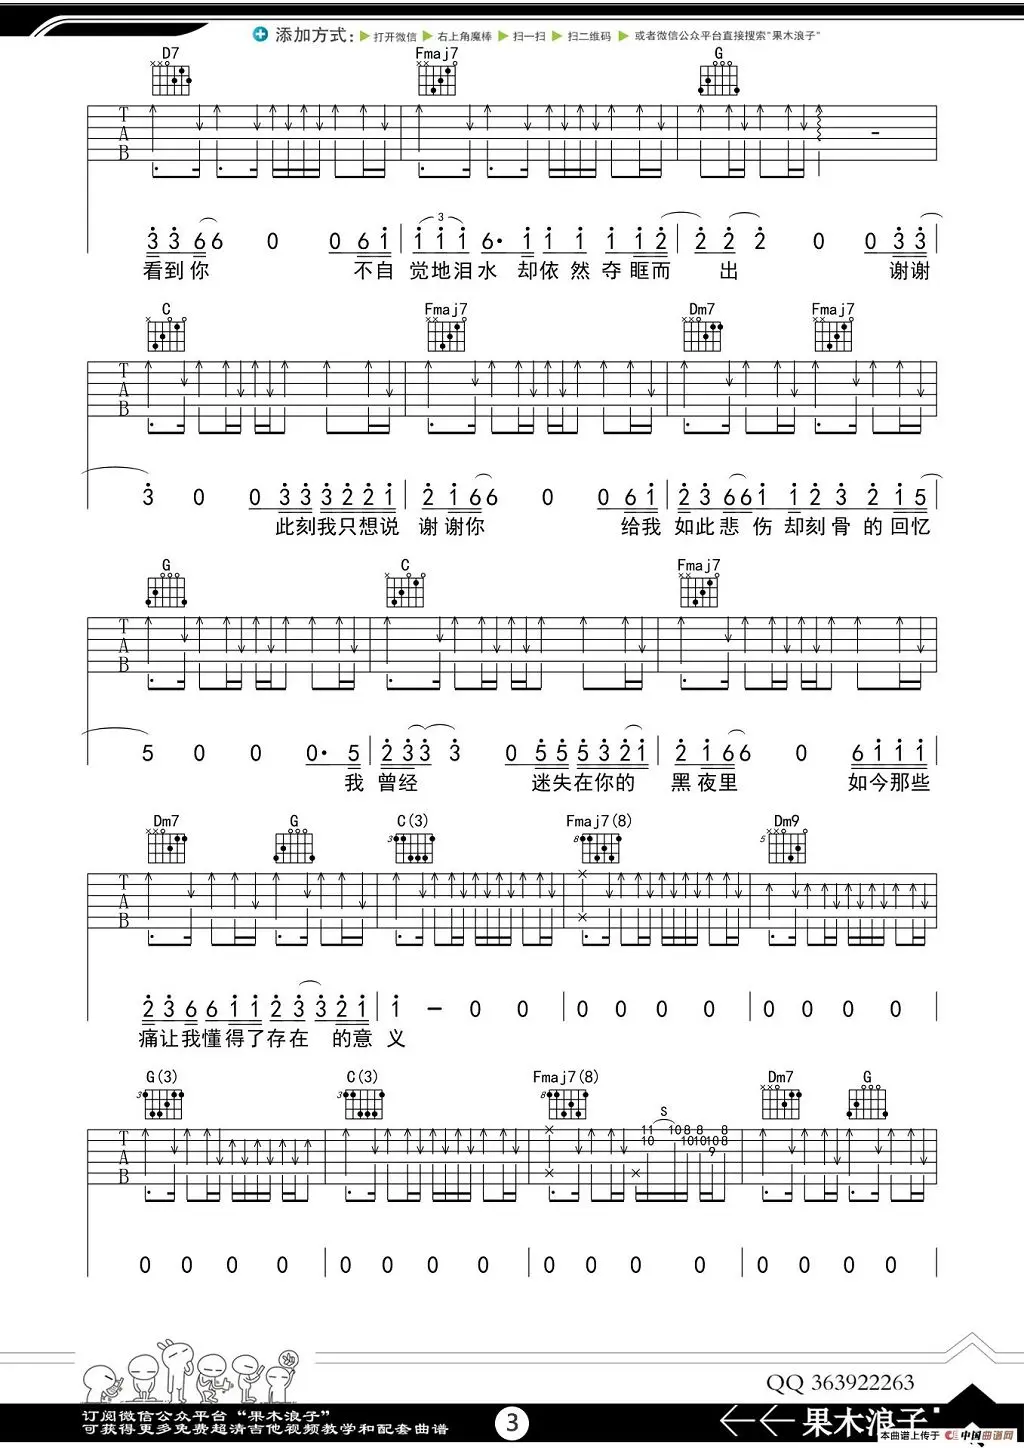 添加方式: 打开微信 右上角魔棒 扫一扫 扫二维码 或者微信公众平台直接搜索"果木浪子"
D7 Fmaj7 G
T A B
3 3 6 6 0 0 6 1 1 1 1 6· 1 1 1 1 1 2 2 2 2 0 0 3 3
看到你 不自 觉地泪水 却依然夺眶而 出 谢谢
C Fmaj7 Dm7 Fmaj7
T A B
3 0 0 3 3 3 2 2 1 2 1 6 6 0 0 6 1 2 3 6 6 1 1 2 3 2 1 5
此刻我只想说 谢谢你 给我 如此悲伤却刻骨的回忆
G C Fmaj7
T A B
5 0 0 0· 5 2 3 3 3 0 5 5 5 3 2 1 2 1 6 6 0 6 1 1 1
我 曾经 迷失在你的 黑夜里 如今那些
Dm7 G C(3) Fmaj7(8) Dm9
3 8 5
T A B
2 3 6 6 1 1 2 3 3 2 1 1 — 0 0 0 0 0 0 0 0 0 0
痛让我懂得了存在 的意 义
G(3) C(3) Fmaj7(8) Dm7 G
3 3 8
S
T A B
11 10 8 8 8
10 10 10 10 8
9
0 0 0 0 0 0 0 0 0 0 0 0 0 0 0 0
QQ 363922263
订阅微信公众平台“果木浪子”
可获得更多免费超清吉他视频教学和配套曲谱
3
果木浪子
本曲谱上传于 中国曲谱网